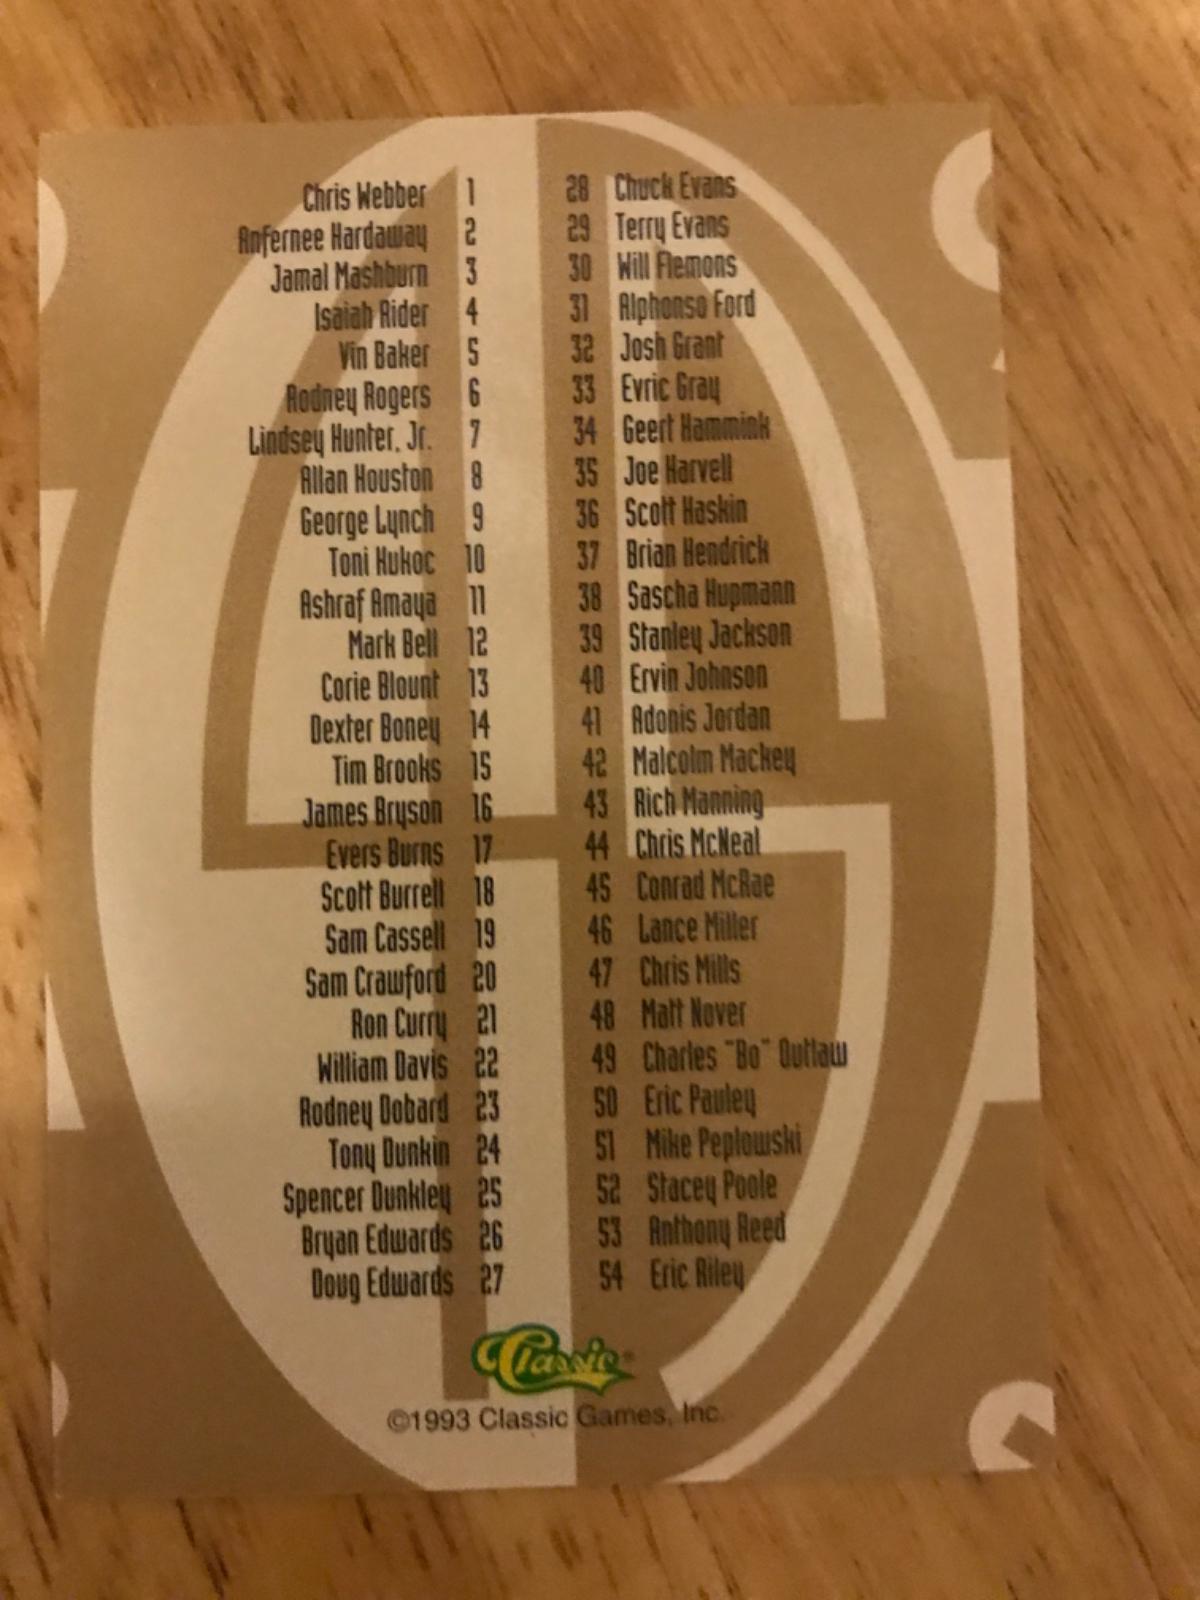 Chris Webber 1
Anfernee Hardaway 2
Jamal Mashburn 3
Isaiah Rider 4
Vin Baker 5
Rodney Rogers 6
Lindsey Hunter, Jr. 7
Allan Houston 8
George Lynch 9
Toni Kukoc 10
Ashraf Amaya 11
Mark Bell 12
Corie Blount 13
Dexter Boney 14
Tim Brooks 15
James Bryson 16
Evers Burns 17
Scott Burrell 18
Sam Cassell 19
Sam Crawford 20
Ron Curry 21
William Davis 22
Rodney Dobard 23
Tony Dunkin 24
Spencer Dunkley 25
Bryan Edwards 26
Doug Edwards 27
28 Chuck Evans
29 Terry Evans
30 Will Flemons
31 Alphonso Ford
32 Josh Grant
33 Evric Gray
34 Geert Hammink
35 Joe Harvell
36 Scott Haskin
37 Brian Hendrick
38 Sascha Hupmann
39 Stanley Jackson
40 Ervin Johnson
41 Adonis Jordan
42 Malcolm Mackey
43 Rich Manning
44 Chris McNeal
45 Conrad McRae
46 Lance Miller
47 Chris Mills
48 Matt Nover
49 Charles "Bo" Outlaw
50 Eric Pauley
51 Mike Peplowski
52 Stacey Poole
53 Anthony Reed
54 Eric Riley
Classic®
©1993 Classic Games, Inc.